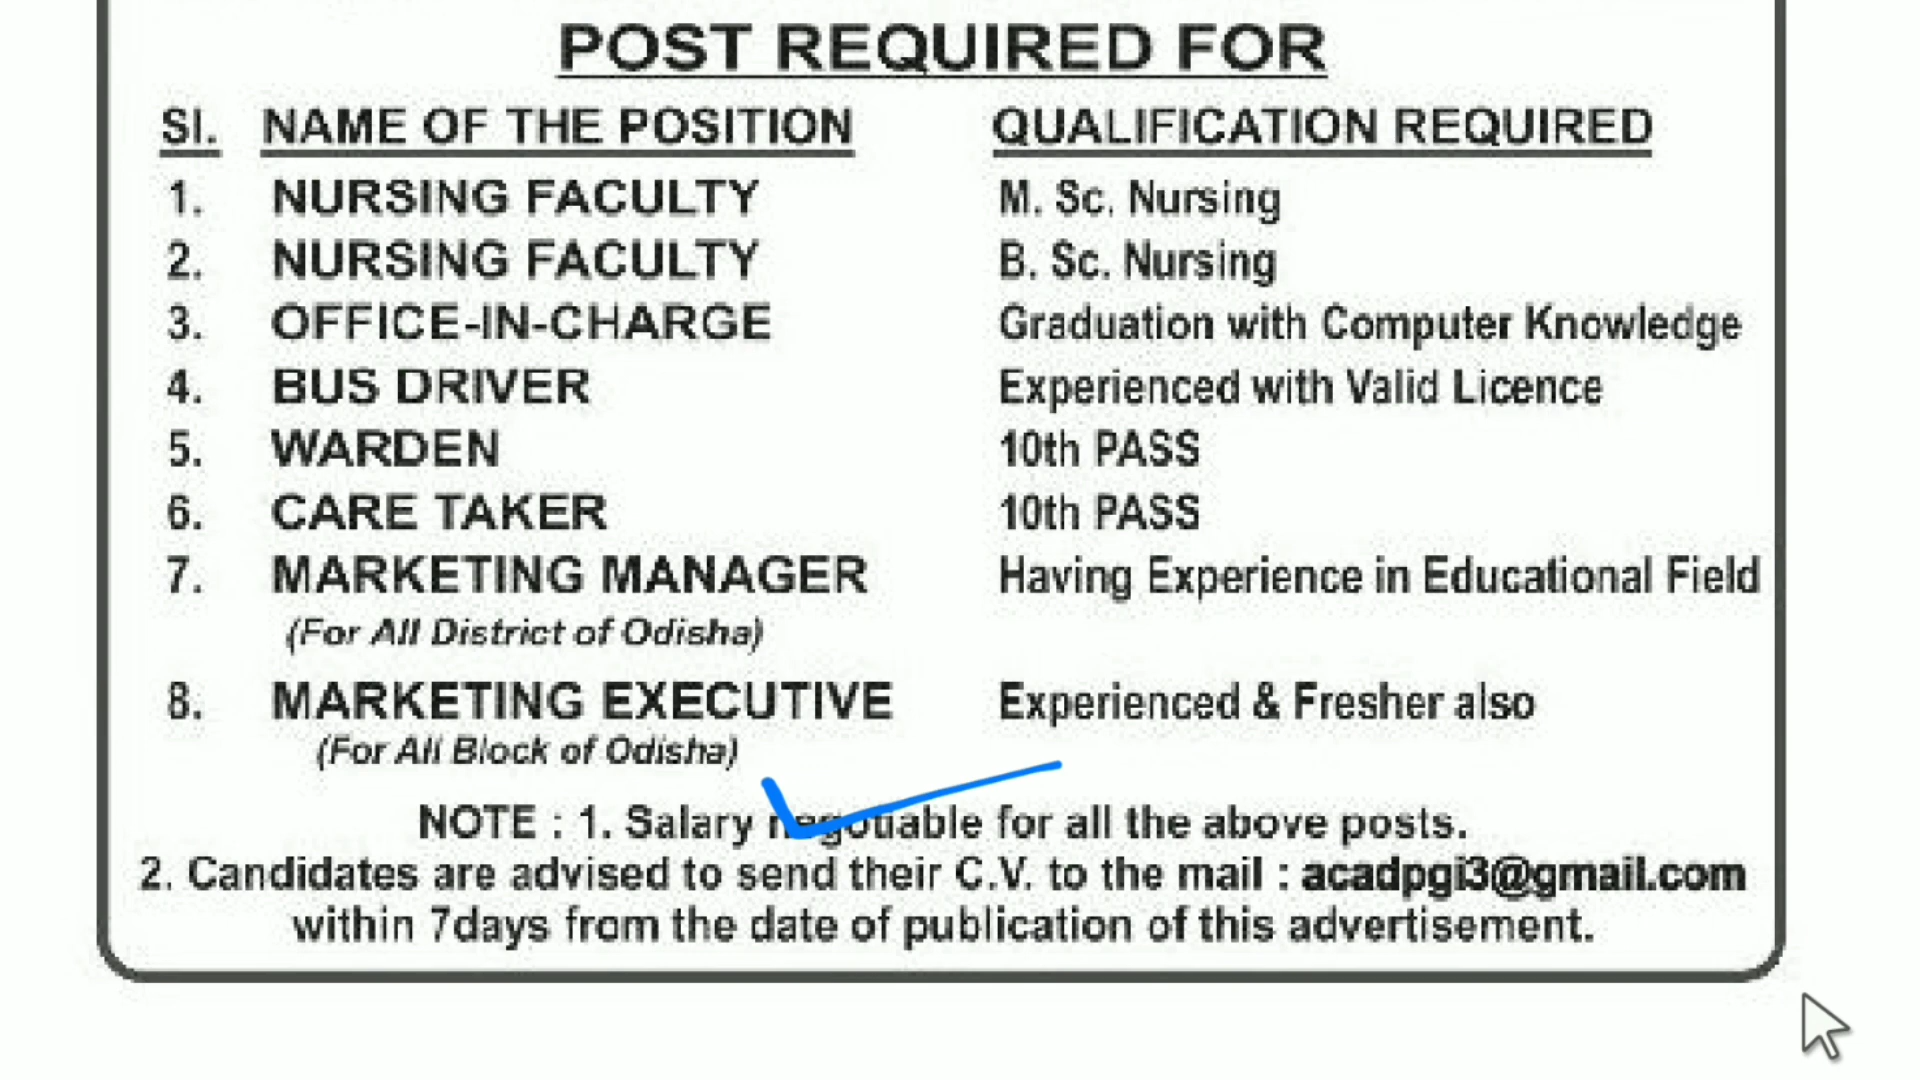 POST REQUIRED FOR
SI. NAME OF THE POSITION QUALIFICATION REQUIRED
1. NURSING FACULTY M. Sc. Nursing
2. NURSING FACULTY B. Sc. Nursing
3. OFFICE-IN-CHARGE Graduation with Computer Knowledge
4. BUS DRIVER Experienced with Valid Licence
5. WARDEN 10th PASS
6. CARE TAKER 10th PASS
7. MARKETING MANAGER Having Experience in Educational Field
(For All District of Odisha)
8. MARKETING EXECUTIVE Experienced & Fresher also
(For All Block of Odisha)
NOTE : 1. Salary negotiable for all the above posts.
2. Candidates are advised to send their C.V. to the mail : acadpgi3@gmail.com
within 7days from the date of publication of this advertisement.